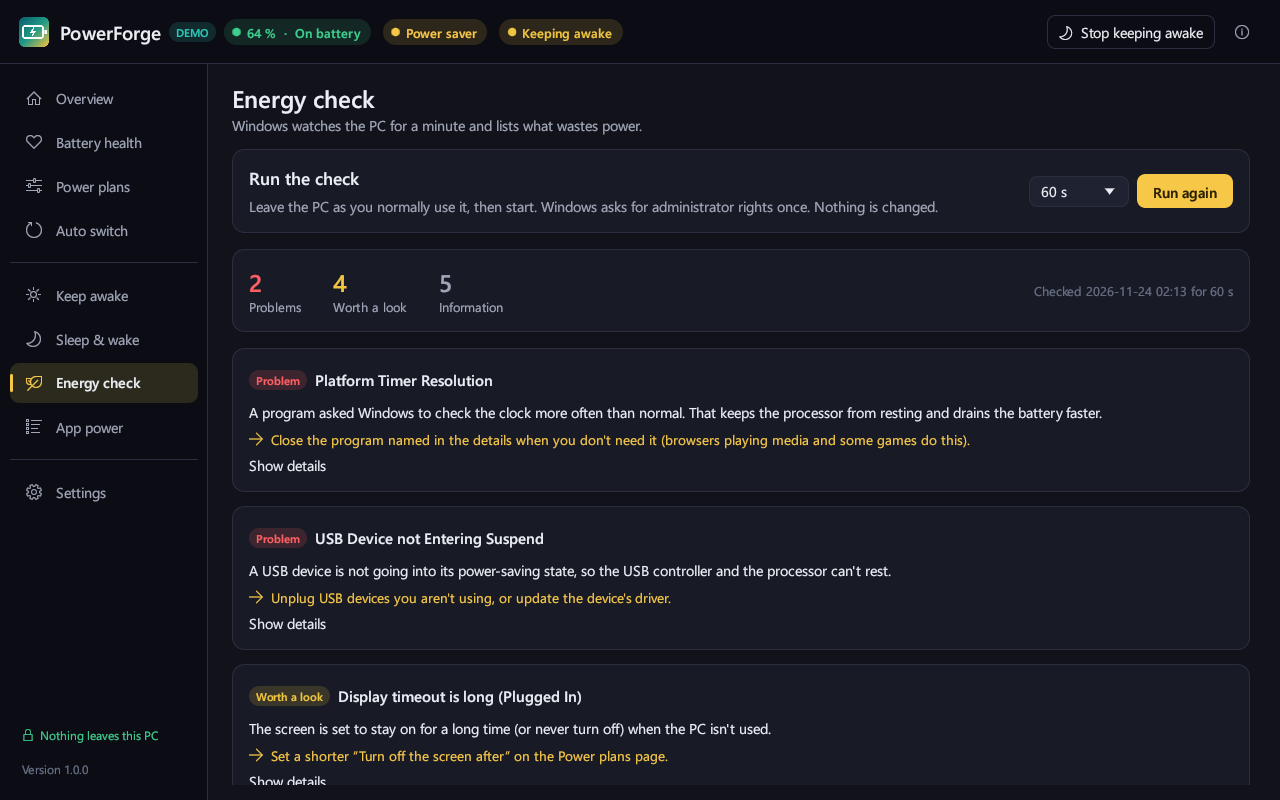 PowerForge DEMO 64 % · On battery Power saver Keeping awake Stop keeping awake
Overview
Battery health
Power plans
Auto switch
Keep awake
Sleep & wake
Energy check
App power
Settings
Nothing leaves this PC
Version 1.0.0
Energy check
Windows watches the PC for a minute and lists what wastes power.
Run the check
Leave the PC as you normally use it, then start. Windows asks for administrator rights once. Nothing is changed.
60 s Run again
2 4 5
Problems Worth a look Information
Checked 2026-11-24 02:13 for 60 s
Problem Platform Timer Resolution
A program asked Windows to check the clock more often than normal. That keeps the processor from resting and drains the battery faster.
→ Close the program named in the details when you don't need it (browsers playing media and some games do this).
Show details
Problem USB Device not Entering Suspend
A USB device is not going into its power-saving state, so the USB controller and the processor can't rest.
→ Unplug USB devices you aren't using, or update the device's driver.
Show details
Worth a look Display timeout is long (Plugged In)
The screen is set to stay on for a long time (or never turn off) when the PC isn't used.
→ Set a shorter "Turn off the screen after" on the Power plans page.
Show details